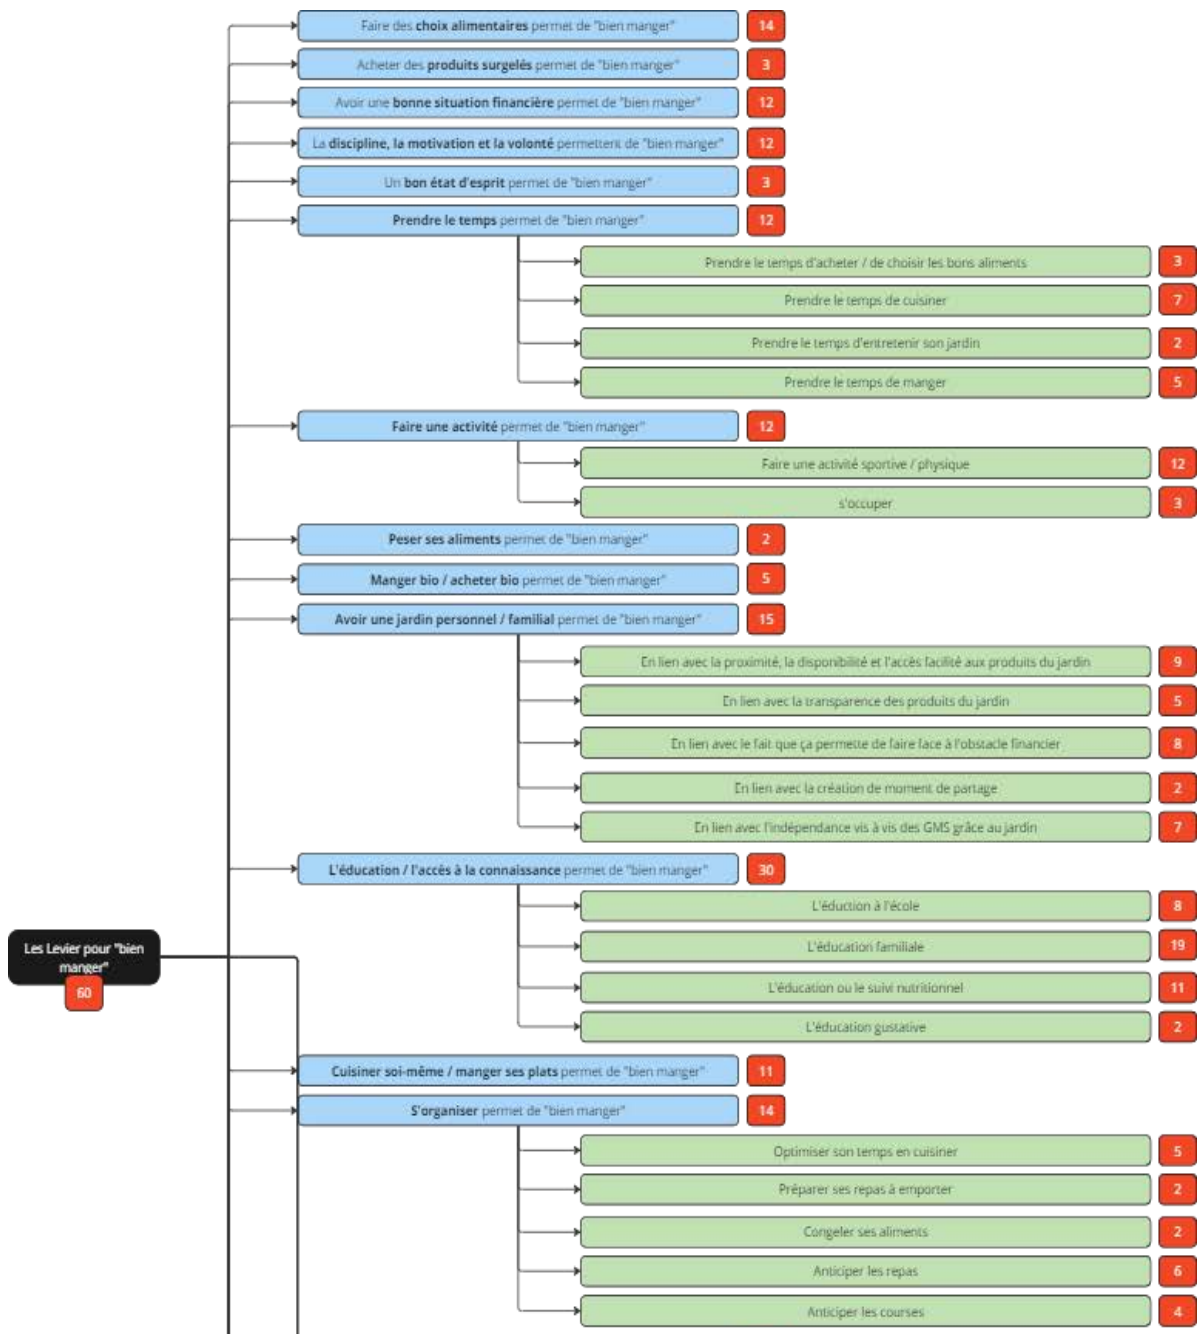 Faire des choix alimentaires permet de "bien manger" 14
Acheter des produits surgelés permet de "bien manger" 3
Avoir une bonne situation financière permet de "bien manger" 12
La discipline, la motivation et la volonté permettent de "bien manger" 12
Un bon état d'esprit permet de "bien manger" 3
Prendre le temps permet de "bien manger" 12
Prendre le temps d'acheter / de choisir les bons aliments 3
Prendre le temps de cuisiner 7
Prendre le temps d'entretenir son jardin 2
Prendre le temps de manger 5
Faire une activité permet de "bien manger" 12
Faire une activité sportive / physique 12
s'occuper 3
Peser ses aliments permet de "bien manger" 2
Manger bio / acheter bio permet de "bien manger" 5
Avoir une jardin personnel / familial permet de "bien manger" 15
En lien avec la proximité, la disponibilité et l'accès facilité aux produits du jardin 9
En lien avec la transparence des produits du jardin 5
En lien avec le fait que ça permette de faire face à l'obstacle financier 8
En lien avec la création de moment de partage 2
En lien avec l'indépendance vis à vis des GMS grâce au jardin 7
L'éducation / l'accès à la connaissance permet de "bien manger" 30
L'éduction à l'école 8
L'éducation familiale 19
L'éducation ou le suivi nutritionnel 11
L'éducation gustative 2
Les Levier pour "bien
manger"
60
Cuisiner soi-même / manger ses plats permet de "bien manger" 11
S'organiser permet de "bien manger" 14
Optimiser son temps en cuisiner 5
Préparer ses repas à emporter 2
Congeler ses aliments 2
Anticiper les repas 6
Anticiper les courses 4